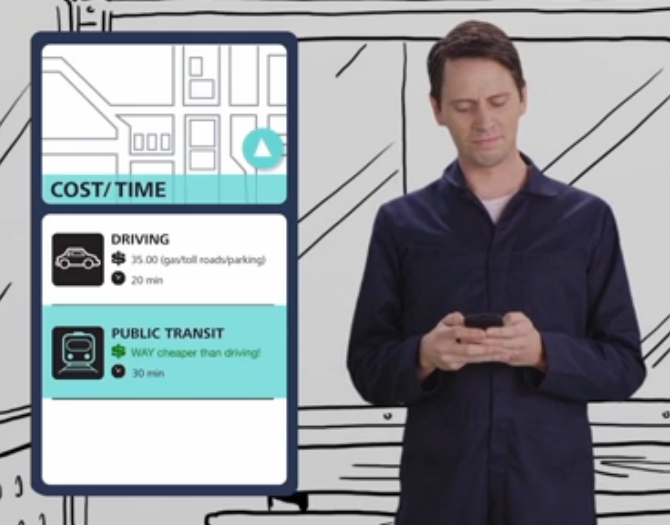 COST/TIME
DRIVING
$ 35.00 (gas/toll roads/parking)
20 min
PUBLIC TRANSIT
$ WAY cheaper than driving!
30 min